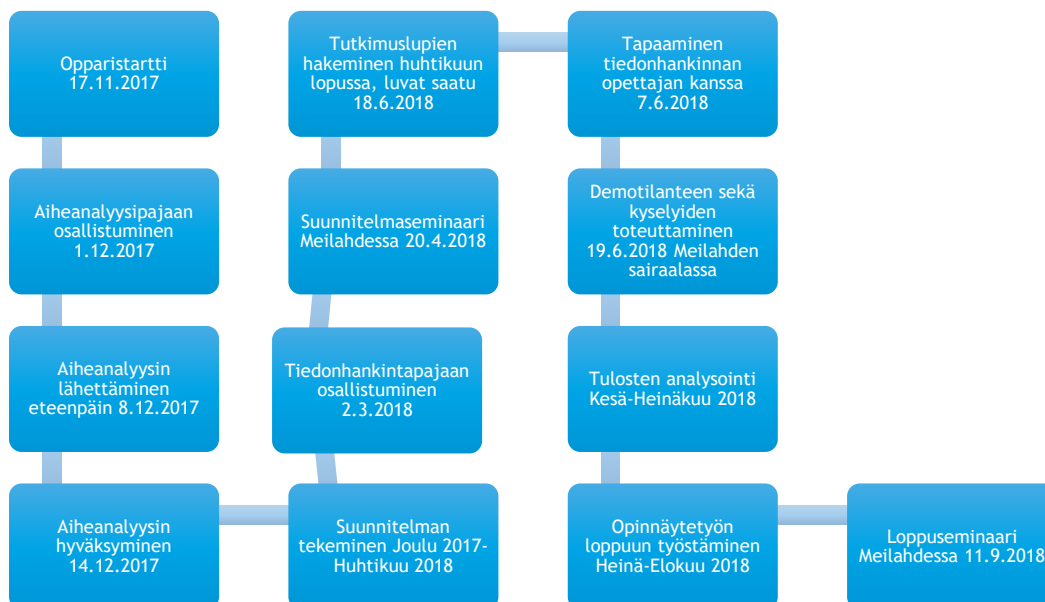 Opparistartti
17.11.2017
Aiheanalyysipajaan
osallistuminen
1.12.2017
Aiheanalyysin
lähettäminen
eteenpäin 8.12.2017
Aiheanalyysin
hyväksyminen
14.12.2017
Suunnitelman
tekeminen Joulu 2017-
Huhtikuu 2018
Tiedonhankintapajaan
osallistuminen
2.3.2018
Suunnitelmaseminaari
Meilahdessa 20.4.2018
Tutkimuslupien
hakeminen huhtikuun
lopussa, luvat saatu
18.6.2018
Tapaaminen
tiedonhankinnan
opettajan kanssa
7.6.2018
Demotilanteen sekä
kyselyiden
toteuttaminen
19.6.2018 Meilahden
sairaalassa
Tulosten analysointi
Kesä-Heinäkuu 2018
Opinnäytetyön
loppuun työstäminen
Heinä-Elokuu 2018
Loppuseminaari
Meilahdessa 11.9.2018